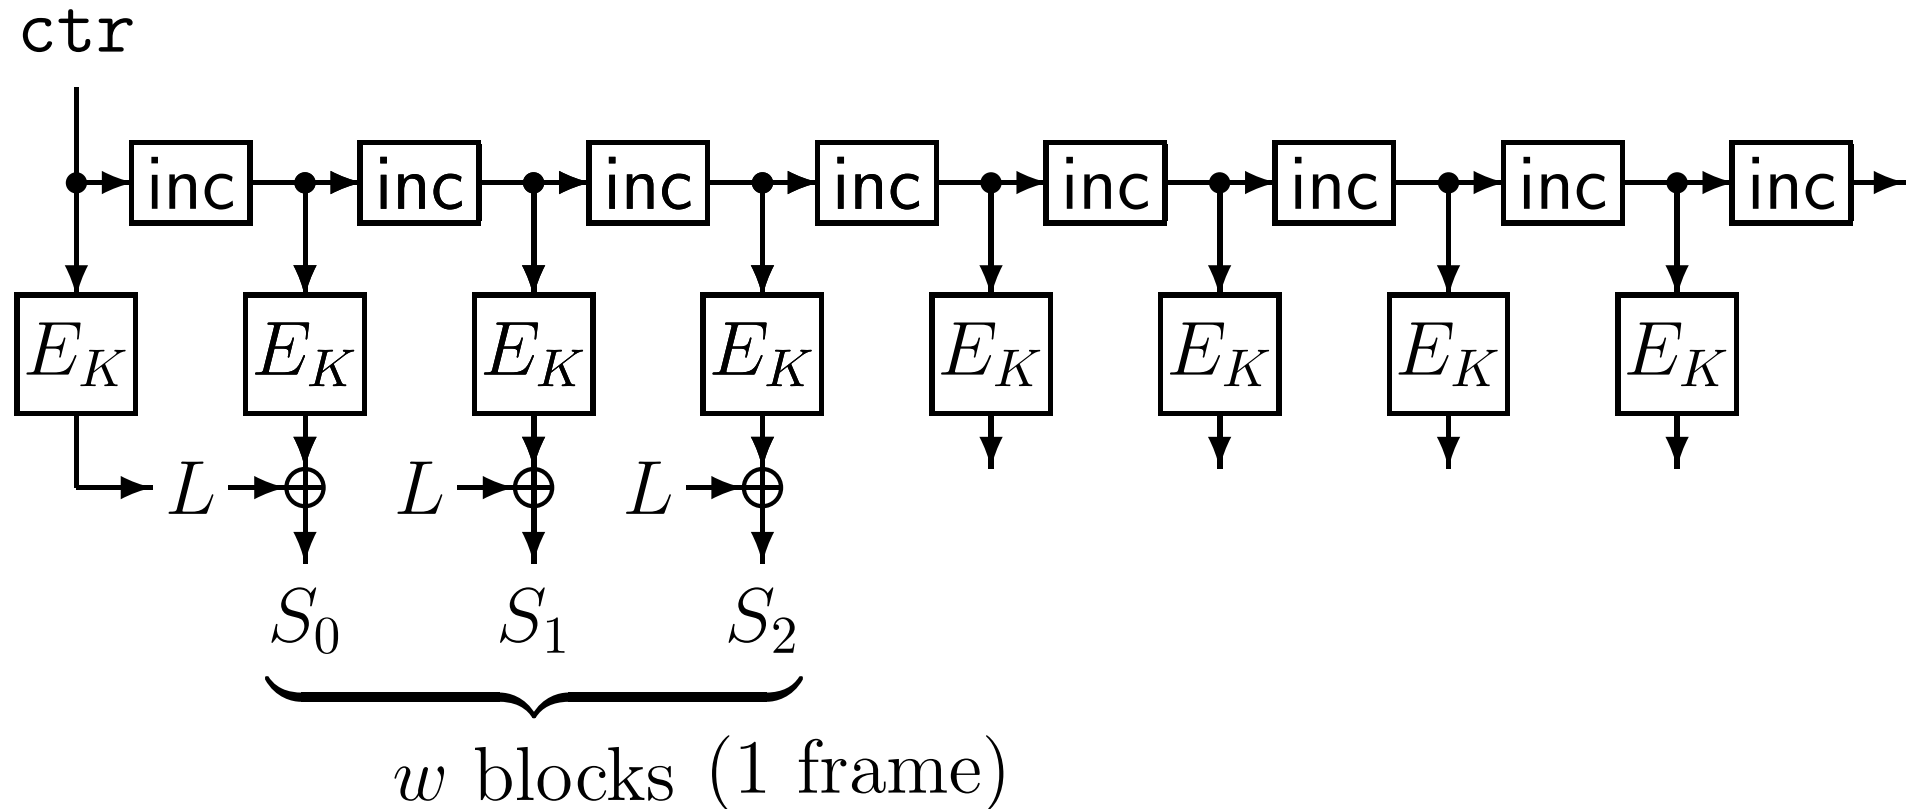 ctr
inc inc inc inc inc inc inc inc
E_K E_K E_K E_K E_K E_K E_K E_K
L L L
S_0 S_1 S_2
w blocks (1 frame)